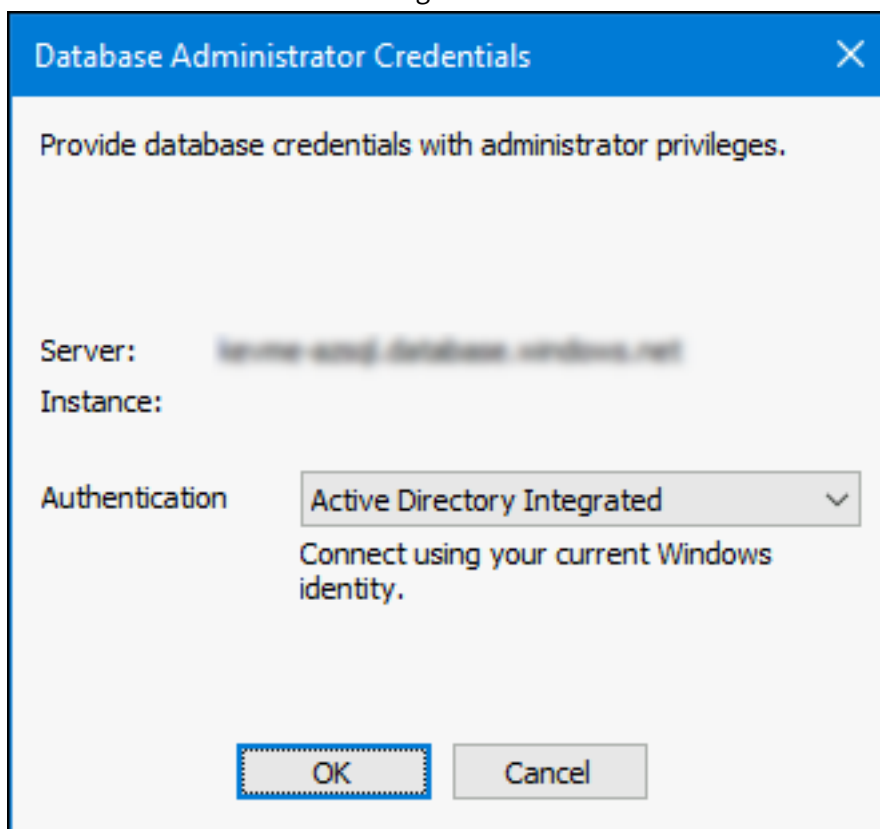 Database Administrator Credentials
Provide database credentials with administrator privileges.
Server:
Instance:
Authentication Active Directory Integrated
Connect using your current Windows
identity.
OK Cancel